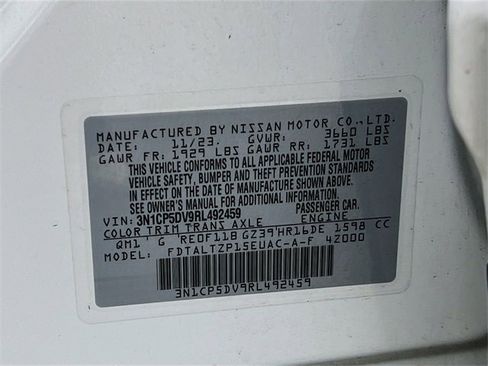 MANUFACTURED BY NISSAN MOTOR CO., LTD.
DATE: 11/23 GVWR: 3660 LBS
GAWR FR: 1929 LBS GAWR RR: 1731 LBS
THIS VEHICLE CONFORMS TO ALL APPLICABLE FEDERAL MOTOR
VEHICLE SAFETY, BUMPER AND THEFT PREVENTION STANDARDS
IN EFFECT ON THE DATE OF MANUFACTURE SHOWN ABOVE.
SEE OWNERS MANUAL FOR ADDITIONAL INFORMATION.
VIN: 3N1CP5DV9RL492459 PASSENGER CAR.
COLOR TRIM TRANS AXLE ENGINE
QM1 G RE0F11B GZ39 HR16DE 1598 CC
MODEL: FDTALTZP15EUAC-A-F 42000
3N1CP5DV9RL492459